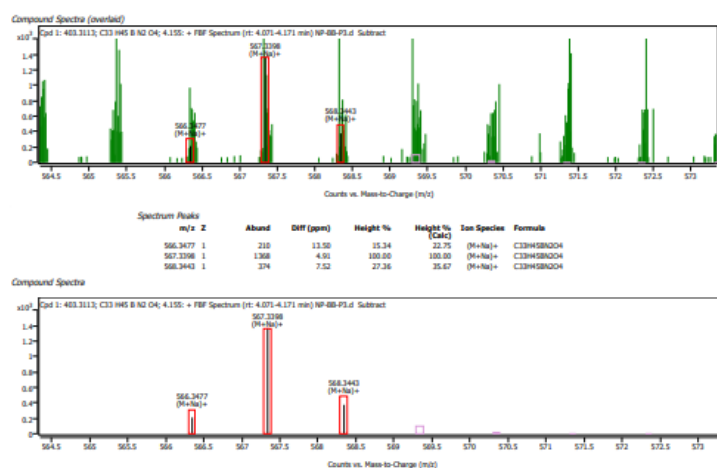 Compound Spectra (overlaid)
x10³ Cpd 1: 403.3113; C33 H45 B N2 O4; 4.155: + FBF Spectrum (rt: 4.071-4.171 min) NP-BB-P3.d Subtract
567.3398
(M+Na)+
566.3477
(M+Na)+
568.3443
(M+Na)+
1.4
1.2
1
0.8
0.6
0.4
0.2
0
564.5 565 565.5 566 566.5 567 567.5 568 568.5 569 569.5 570 570.5 571 571.5 572 572.5 573
Counts vs. Mass-to-Charge (m/z)
Spectrum Peaks
m/z Z Abund Diff (ppm) Height % Height % (Calc) Ion Species Formula
566.3477 1 210 13.50 15.34 22.75 (M+Na)+ C33H45BN2O4
567.3398 1 1368 4.91 100.00 100.00 (M+Na)+ C33H45BN2O4
568.3443 1 374 7.52 27.36 35.67 (M+Na)+ C33H45BN2O4
Compound Spectra
x10³ Cpd 1: 403.3113; C33 H45 B N2 O4; 4.155: + FBF Spectrum (rt: 4.071-4.171 min) NP-BB-P3.d Subtract
567.3398
(M+Na)+
566.3477
(M+Na)+
568.3443
(M+Na)+
1.4
1.2
1
0.8
0.6
0.4
0.2
0
564.5 565 565.5 566 566.5 567 567.5 568 568.5 569 569.5 570 570.5 571 571.5 572 572.5 573
Counts vs. Mass-to-Charge (m/z)